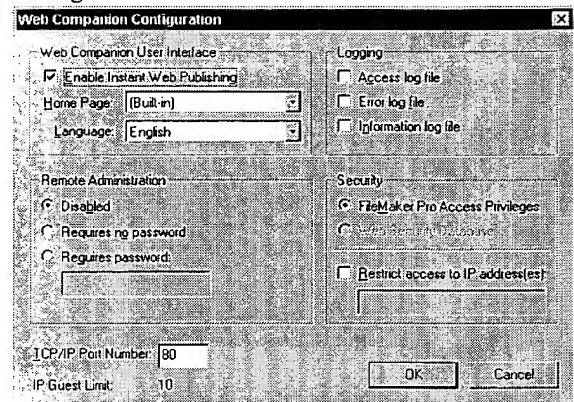 Web Companion Configuration
Web Companion User Interface
Enable Instant Web Publishing
Home Page: (Built-in)
Language: English
Logging
Access log file
Error log file
Information log file
Remote Administration
Disabled
Requires no password
Requires password:
Security
FileMaker Pro Access Privileges
Web Security Database
Restrict access to IP address(es):
TCP/IP Port Number: 80
IP Guest Limit: 10
OK
Cancel